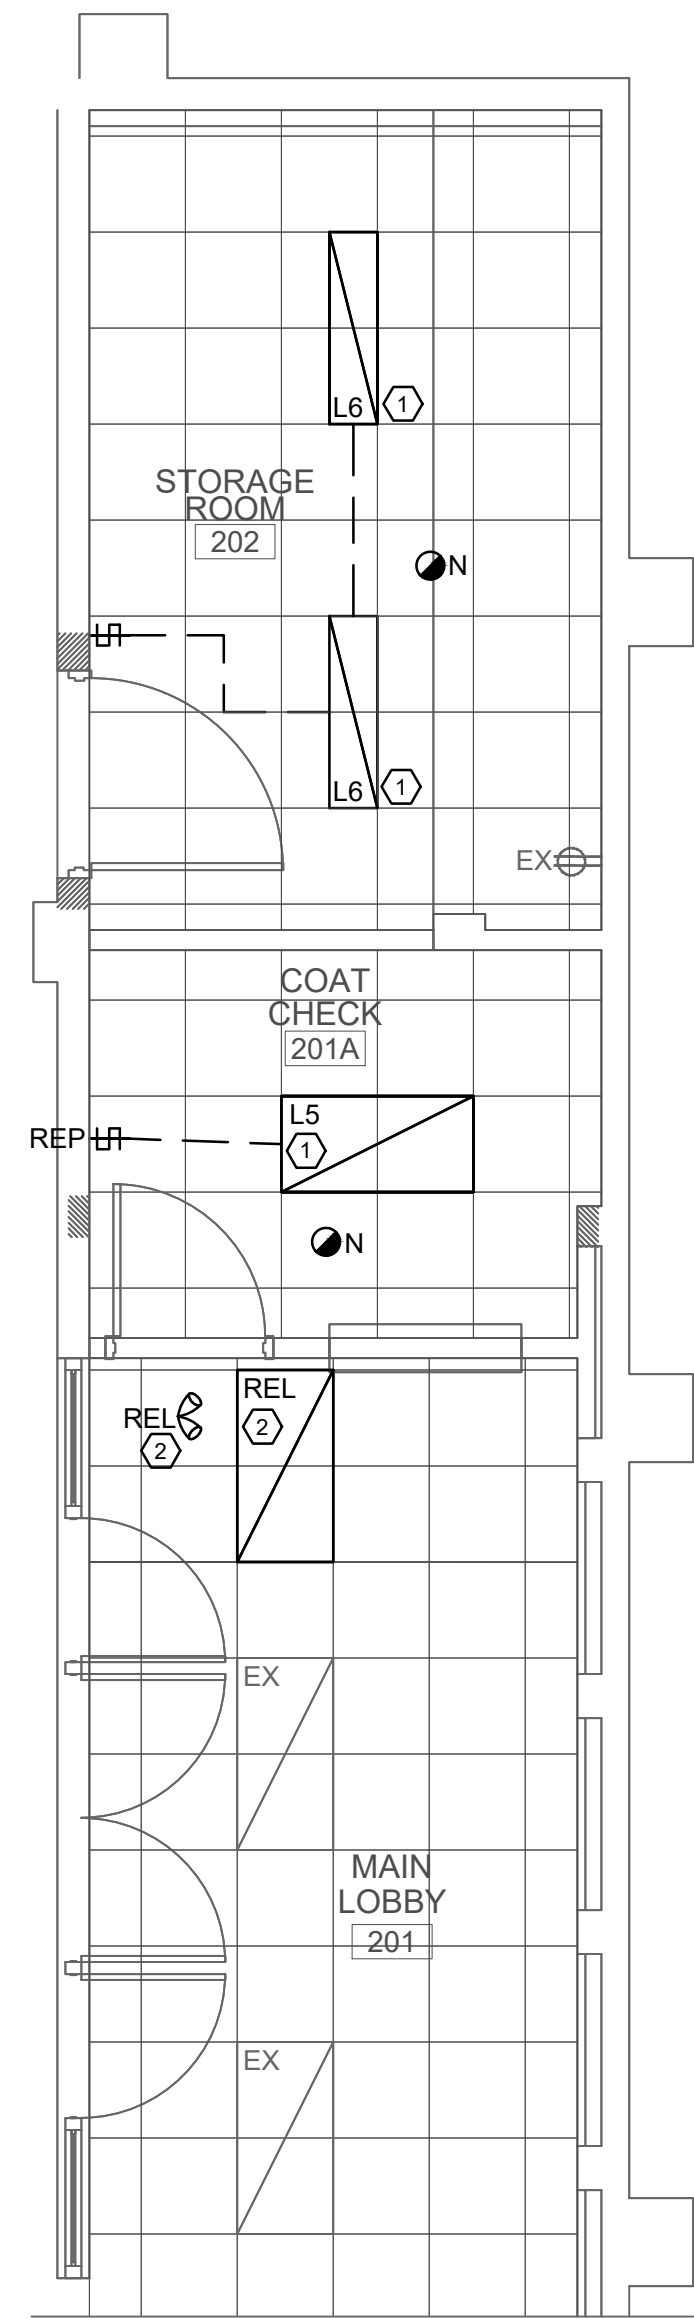 L6
1
STORAGE
ROOM
202
N
L6
1
EX
COAT
CHECK
201A
L5
1
REP
N
REL
2
REL
2
EX
MAIN
LOBBY
201
EX